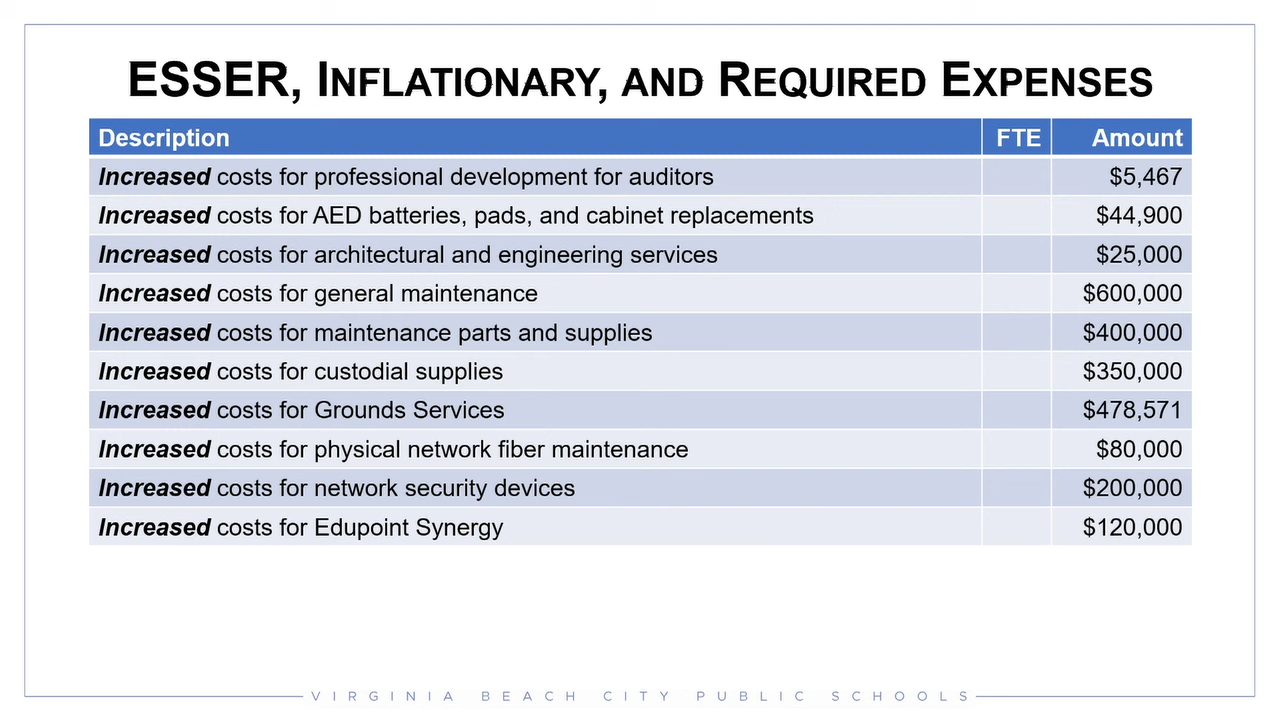 ESSER, INFLATIONARY, AND REQUIRED EXPENSES
Description FTE Amount
Increased costs for professional development for auditors $5,467
Increased costs for AED batteries, pads, and cabinet replacements $44,900
Increased costs for architectural and engineering services $25,000
Increased costs for general maintenance $600,000
Increased costs for maintenance parts and supplies $400,000
Increased costs for custodial supplies $350,000
Increased costs for Grounds Services $478,571
Increased costs for physical network fiber maintenance $80,000
Increased costs for network security devices $200,000
Increased costs for Edupoint Synergy $120,000
VIRGINIA BEACH CITY PUBLIC SCHOOLS